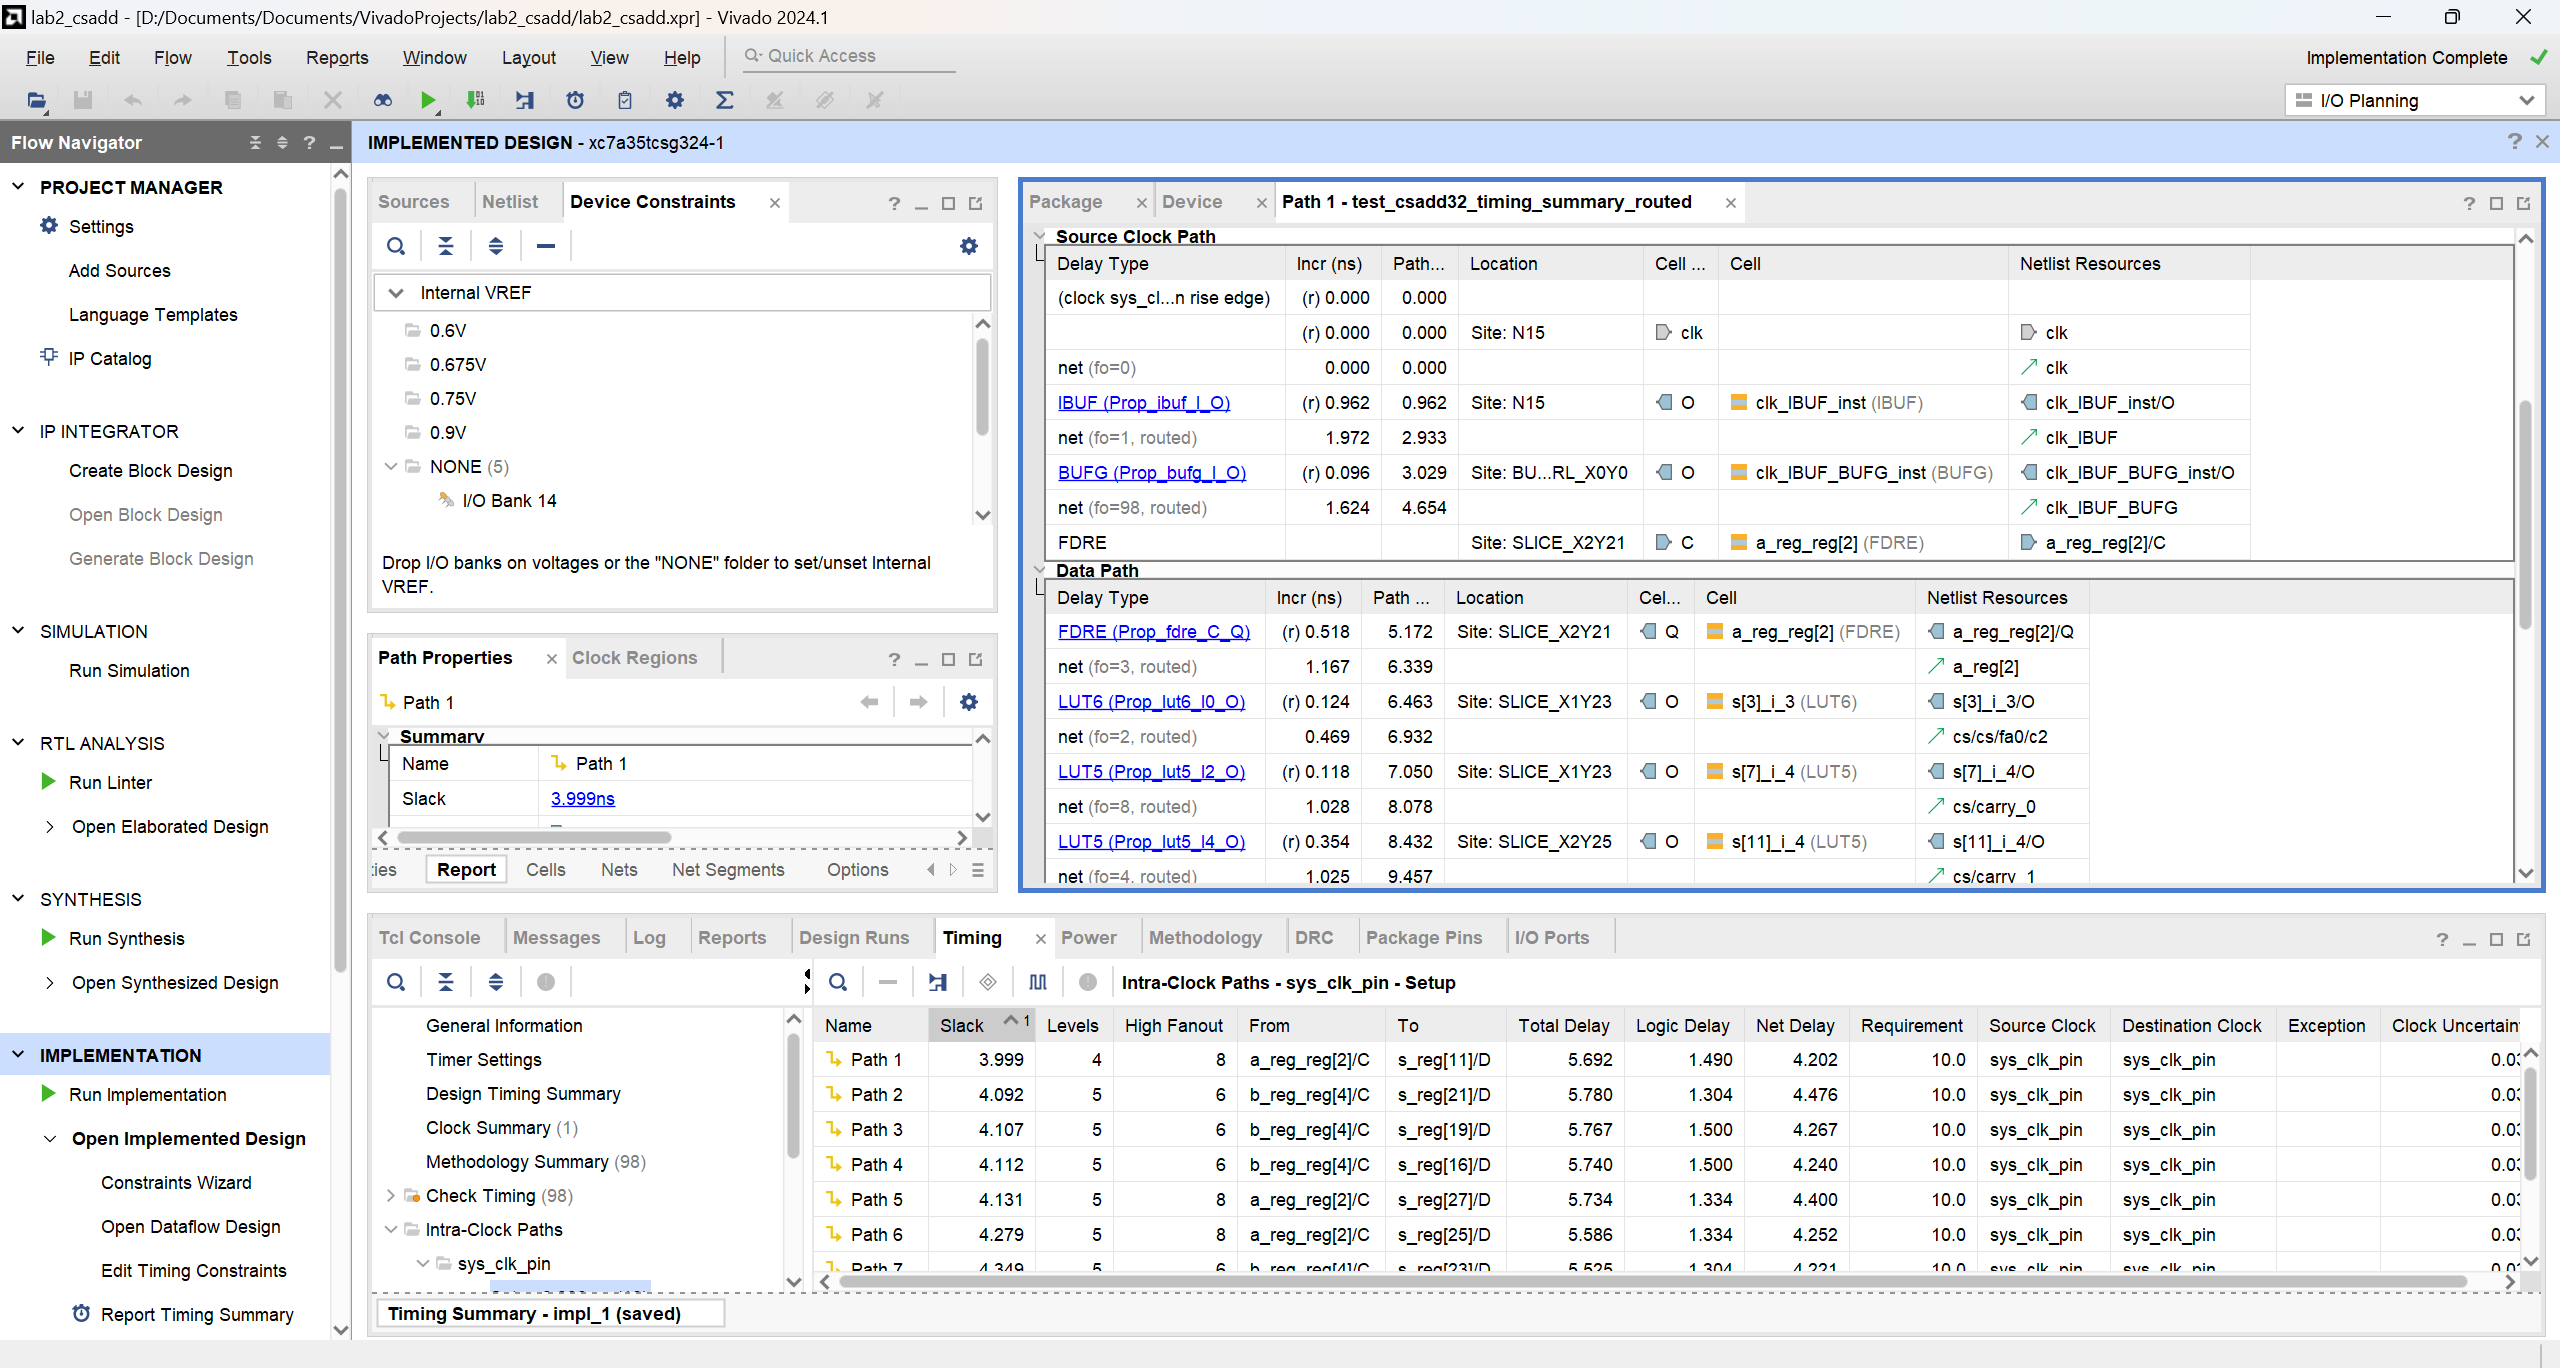 lab2_csadd - [D:/Documents/Documents/VivadoProjects/lab2_csadd/lab2_csadd.xpr] - Vivado 2024.1
File Edit Flow Tools Reports Window Layout View Help Quick Access
Implementation Complete
I/O Planning
Flow Navigator
PROJECT MANAGER
Settings
Add Sources
Language Templates
IP Catalog
IP INTEGRATOR
Create Block Design
Open Block Design
Generate Block Design
SIMULATION
Run Simulation
RTL ANALYSIS
Run Linter
Open Elaborated Design
SYNTHESIS
Run Synthesis
Open Synthesized Design
IMPLEMENTATION
Run Implementation
Open Implemented Design
Constraints Wizard
Open Dataflow Design
Edit Timing Constraints
Report Timing Summary
IMPLEMENTED DESIGN - xc7a35tcsg324-1
Sources Netlist Device Constraints
Internal VREF
0.6V
0.675V
0.75V
0.9V
NONE (5)
I/O Bank 14
Drop I/O banks on voltages or the "NONE" folder to set/unset Internal
VREF.
Path Properties Clock Regions
Path 1
Summary
Name Path 1
Slack 3.999ns
ties Report Cells Nets Net Segments Options
Package Device Path 1 - test_csadd32_timing_summary_routed
Source Clock Path
Delay Type Incr (ns) Path... Location Cell ... Cell Netlist Resources
(clock sys_cl...n rise edge) (r) 0.000 0.000
(r) 0.000 0.000 Site: N15 clk clk
net (fo=0) 0.000 0.000 clk
IBUF (Prop_ibuf_I_O) (r) 0.962 0.962 Site: N15 O clk_IBUF_inst (IBUF) clk_IBUF_inst/O
net (fo=1, routed) 1.972 2.933 clk_IBUF
BUFG (Prop_bufg_I_O) (r) 0.096 3.029 Site: BU...RL_X0Y0 O clk_IBUF_BUFG_inst (BUFG) clk_IBUF_BUFG_inst/O
net (fo=98, routed) 1.624 4.654 clk_IBUF_BUFG
FDRE Site: SLICE_X2Y21 C a_reg_reg[2] (FDRE) a_reg_reg[2]/C
Data Path
Delay Type Incr (ns) Path ... Location Cel... Cell Netlist Resources
FDRE (Prop_fdre_C_Q) (r) 0.518 5.172 Site: SLICE_X2Y21 Q a_reg_reg[2] (FDRE) a_reg_reg[2]/Q
net (fo=3, routed) 1.167 6.339 a_reg[2]
LUT6 (Prop_lut6_I0_O) (r) 0.124 6.463 Site: SLICE_X1Y23 O s[3]_i_3 (LUT6) s[3]_i_3/O
net (fo=2, routed) 0.469 6.932 cs/cs/fa0/c2
LUT5 (Prop_lut5_I2_O) (r) 0.118 7.050 Site: SLICE_X1Y23 O s[7]_i_4 (LUT5) s[7]_i_4/O
net (fo=8, routed) 1.028 8.078 cs/carry_0
LUT5 (Prop_lut5_I4_O) (r) 0.354 8.432 Site: SLICE_X2Y25 O s[11]_i_4 (LUT5) s[11]_i_4/O
net (fo=4, routed) 1.025 9.457 cs/carry_1
Tcl Console Messages Log Reports Design Runs Timing Power Methodology DRC Package Pins I/O Ports
General Information
Timer Settings
Design Timing Summary
Clock Summary (1)
Methodology Summary (98)
Check Timing (98)
Intra-Clock Paths
sys_clk_pin
Intra-Clock Paths - sys_clk_pin - Setup
Name Slack 1 Levels High Fanout From To Total Delay Logic Delay Net Delay Requirement Source Clock Destination Clock Exception Clock Uncertain
Path 1 3.999 4 8 a_reg_reg[2]/C s_reg[11]/D 5.692 1.490 4.202 10.0 sys_clk_pin sys_clk_pin 0.03
Path 2 4.092 5 6 b_reg_reg[4]/C s_reg[21]/D 5.780 1.304 4.476 10.0 sys_clk_pin sys_clk_pin 0.03
Path 3 4.107 5 6 b_reg_reg[4]/C s_reg[19]/D 5.767 1.500 4.267 10.0 sys_clk_pin sys_clk_pin 0.03
Path 4 4.112 5 6 b_reg_reg[4]/C s_reg[16]/D 5.740 1.500 4.240 10.0 sys_clk_pin sys_clk_pin 0.03
Path 5 4.131 5 8 a_reg_reg[2]/C s_reg[27]/D 5.734 1.334 4.400 10.0 sys_clk_pin sys_clk_pin 0.03
Path 6 4.279 5 8 a_reg_reg[2]/C s_reg[25]/D 5.586 1.334 4.252 10.0 sys_clk_pin sys_clk_pin 0.03
Path 7 4.349 5 6 b_reg_reg[4]/C s_reg[23]/D 5.525 1.304 4.221 10.0 sys_clk_pin sys_clk_pin 0.03
Timing Summary - impl_1 (saved)